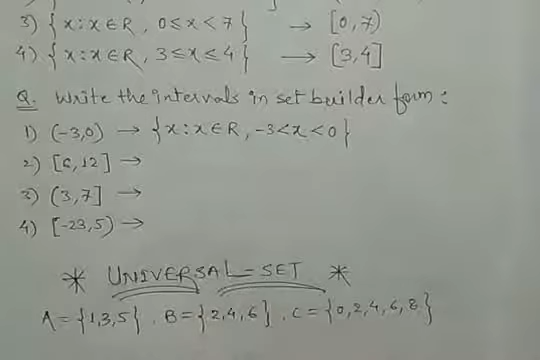 3) {x : x ∈ R, 0 ≤ x < 7} → [0, 7)
4) {x : x ∈ R, 3 ≤ x ≤ 4} → [3, 4]
Q. Write the intervals in set builder form :
1) (-3, 0) → {x : x ∈ R, -3 < x < 0}
2) [6, 12] →
3) (3, 7] →
4) [-23, 5) →
* UNIVERSAL-SET *
A = {1, 3, 5}, B = {2, 4, 6}, C = {0, 2, 4, 6, 8}